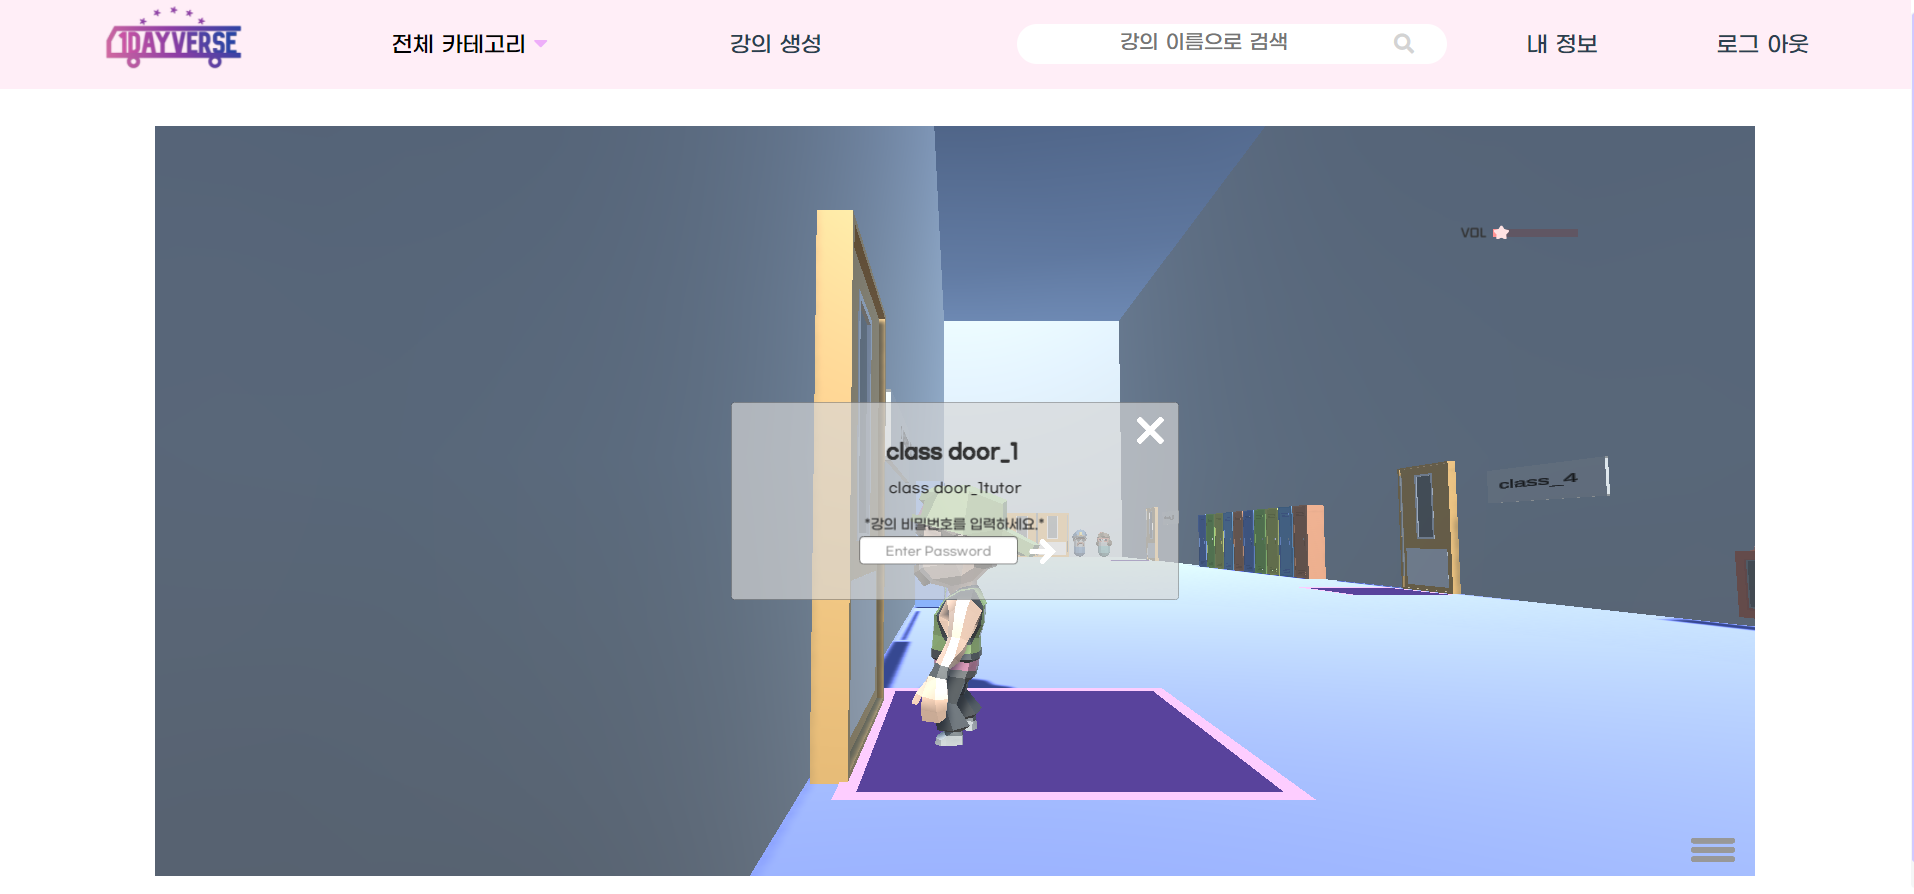 1DAYVERSE
전체 카테고리
강의 생성
강의 이름으로 검색
내 정보
로그 아웃
VOL
class door_1
class door_1tutor
*강의 비밀번호를 입력하세요.*
Enter Password
class_4